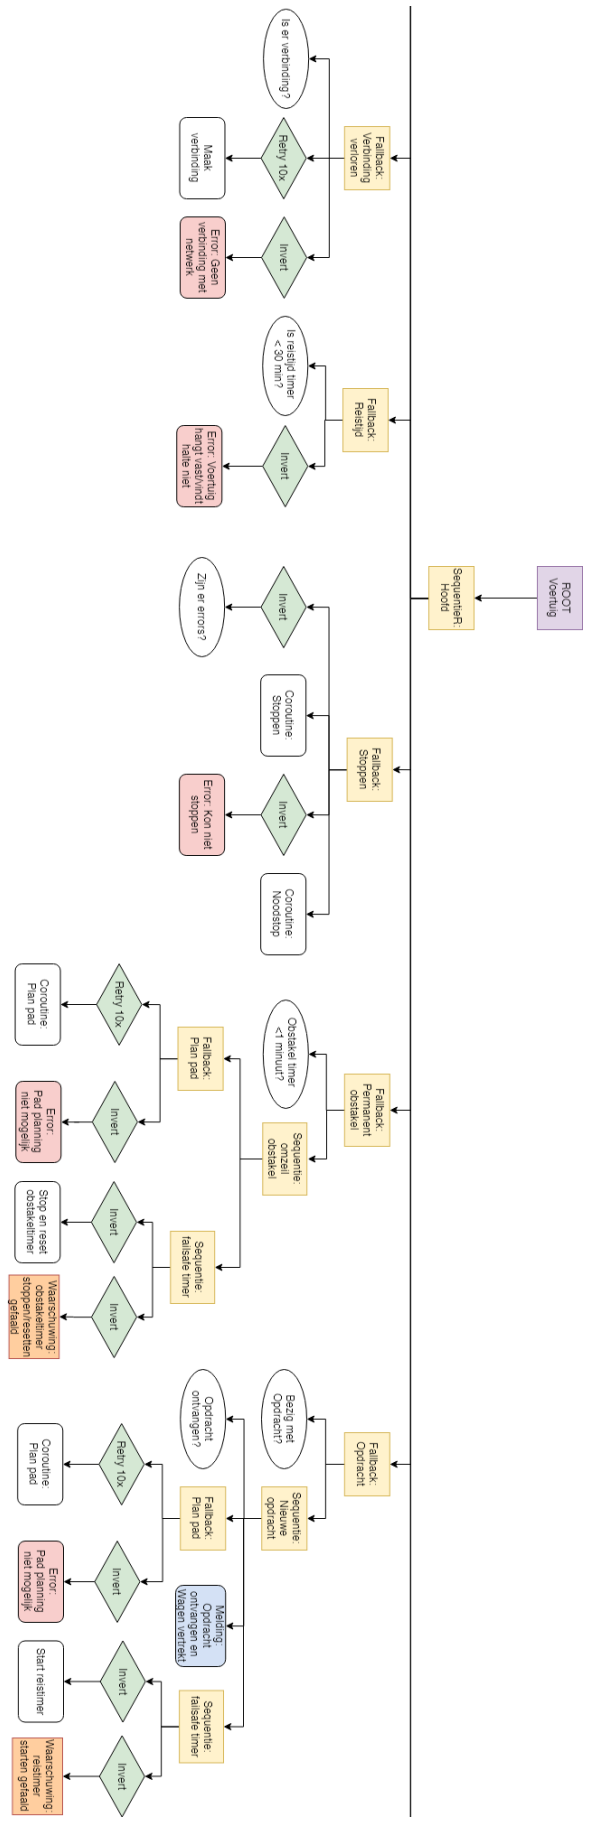 ROOT
Voertuig
SequentieR:
Hoofd
Fallback:
Verbinding
verloren
Is er verbinding?
Retry 10x
Maak
verbinding
Invert
Error: Geen
verbinding met
netwerk
Fallback:
Reistijd
Is reistijd timer
< 30 min?
Invert
Error: Voertuig
hangt vast/vindt
halte niet
Fallback:
Stoppen
Invert
Zijn er errors?
Coroutine:
Stoppen
Invert
Error: Kon niet
stoppen
Coroutine:
Noodstop
Fallback:
Permanent
obstakel
Obstakel timer
<1 minuut?
Sequentie:
omzeil
obstakel
Fallback:
Plan pad
Retry 10x
Coroutine:
Plan pad
Invert
Error:
Pad planning
niet mogelijk
Sequentie:
failsafe timer
Invert
Stop en reset
obstakeltimer
Invert
Waarschuwing:
obstakeltimer
stoppen/resetten
gefaald
Fallback:
Opdracht
Bezig met
Opdracht?
Sequentie:
Nieuwe
opdracht
Opdracht
ontvangen?
Fallback:
Plan pad
Retry 10x
Coroutine:
Plan pad
Invert
Error:
Pad planning
niet mogelijk
Melding:
Opdracht
ontvangen en
Wagen vertrekt
Sequentie:
failsafe timer
Invert
Start reistimer
Invert
Waarschuwing:
reistimer
starten gefaald